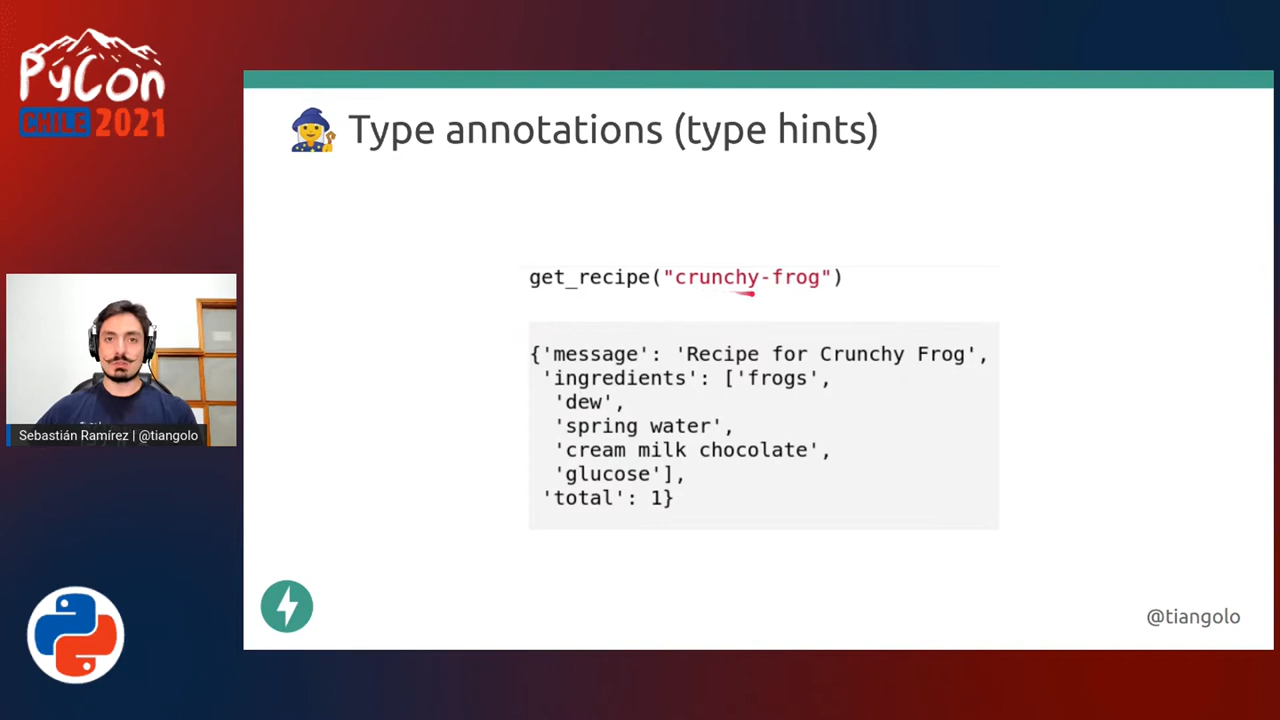 PyCon
CHILE 2021
Type annotations (type hints)
get_recipe("crunchy-frog")
{'message': 'Recipe for Crunchy Frog',
'ingredients': ['frogs',
'dew',
'spring water',
'cream milk chocolate',
'glucose'],
'total': 1}
Sebastián Ramírez | @tiangolo
@tiangolo